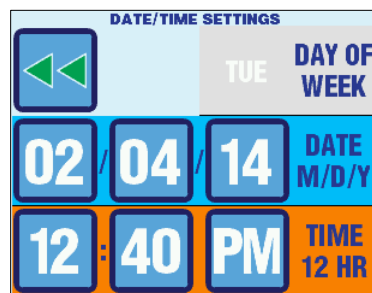 DATE/TIME SETTINGS
TUE DAY OF
WEEK
02 / 04 / 14 DATE
M/D/Y
12 : 40 PM TIME
12 HR